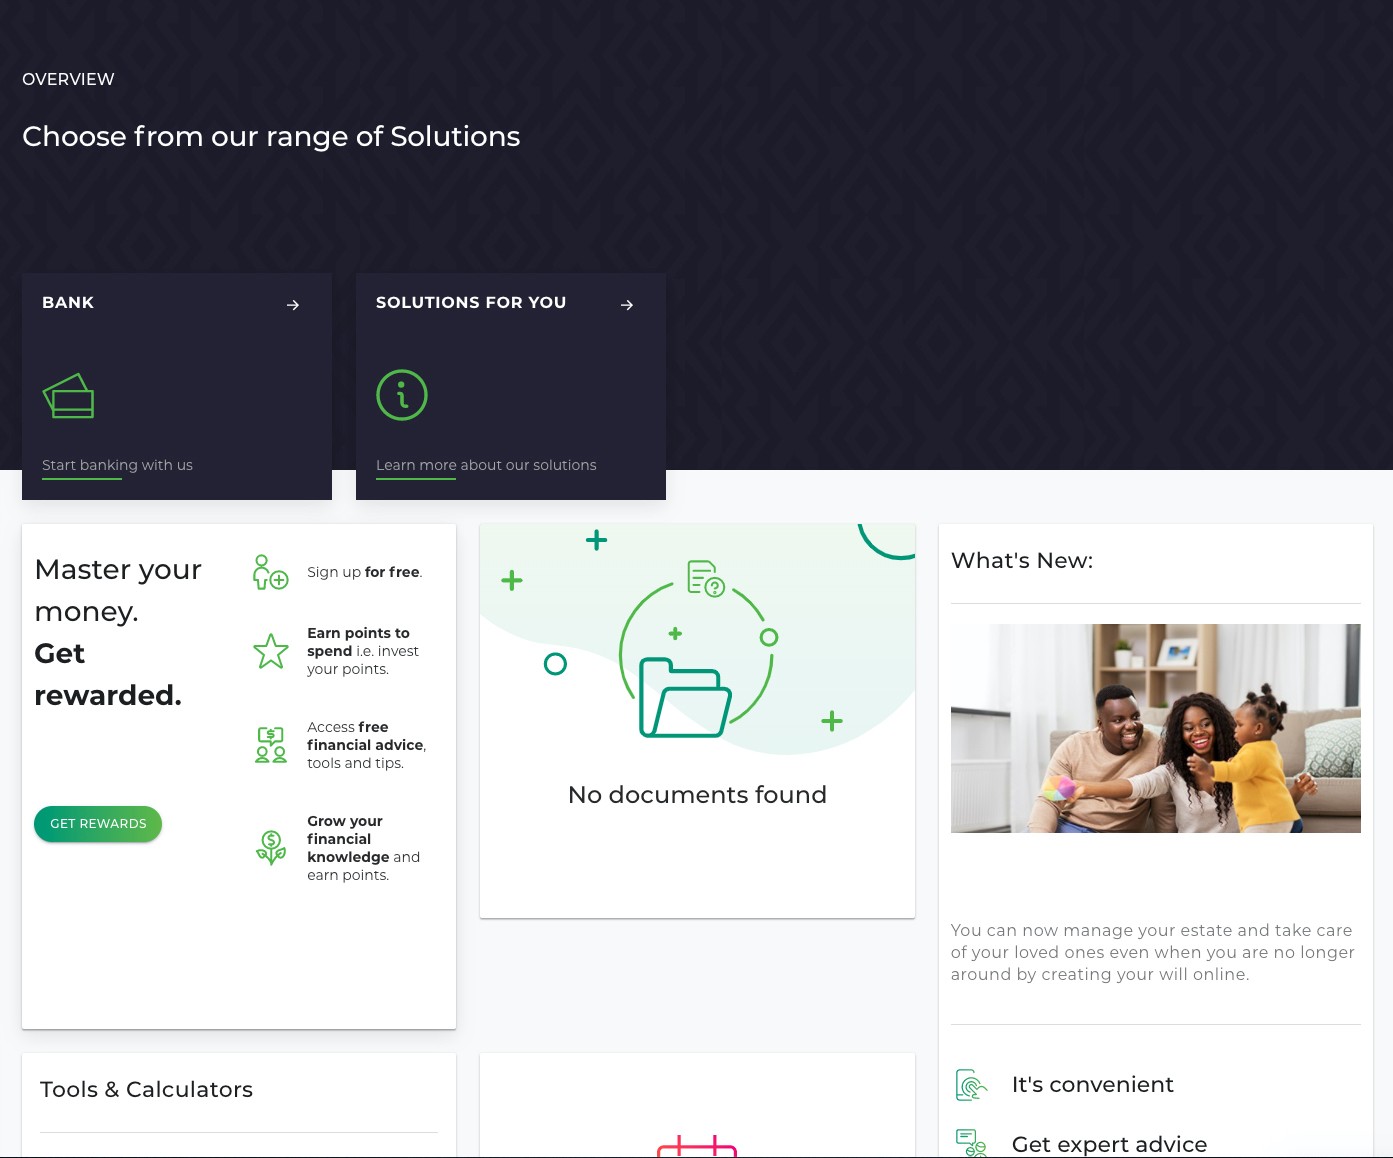 OVERVIEW
Choose from our range of Solutions
BANK
Start banking with us
SOLUTIONS FOR YOU
Learn more about our solutions
Master your
money.
Get
rewarded.
GET REWARDS
Sign up for free.
Earn points to
spend i.e. invest
your points.
Access free
financial advice,
tools and tips.
Grow your
financial
knowledge and
earn points.
No documents found
What's New:
You can now manage your estate and take care
of your loved ones even when you are no longer
around by creating your will online.
It's convenient
Get expert advice
Tools & Calculators